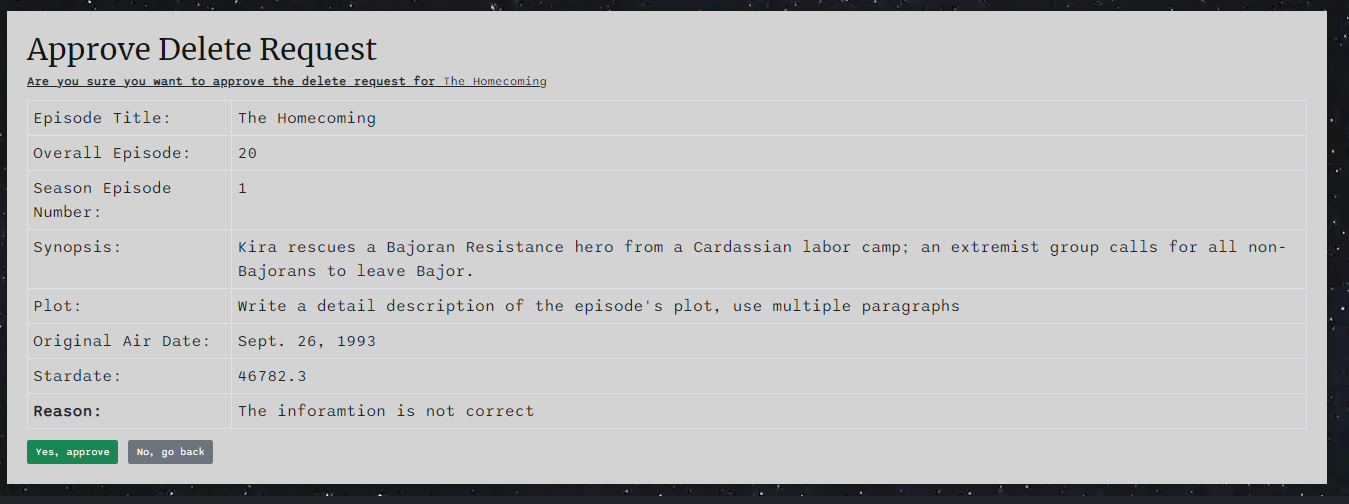 Approve Delete Request
Are you sure you want to approve the delete request for The Homecoming
Episode Title: The Homecoming
Overall Episode: 20
Season Episode Number: 1
Synopsis: Kira rescues a Bajoran Resistance hero from a Cardassian labor camp; an extremist group calls for all non-
Bajorans to leave Bajor.
Plot: Write a detail description of the episode's plot, use multiple paragraphs
Original Air Date: Sept. 26, 1993
Stardate: 46782.3
Reason: The inforamtion is not correct
Yes, approve No, go back